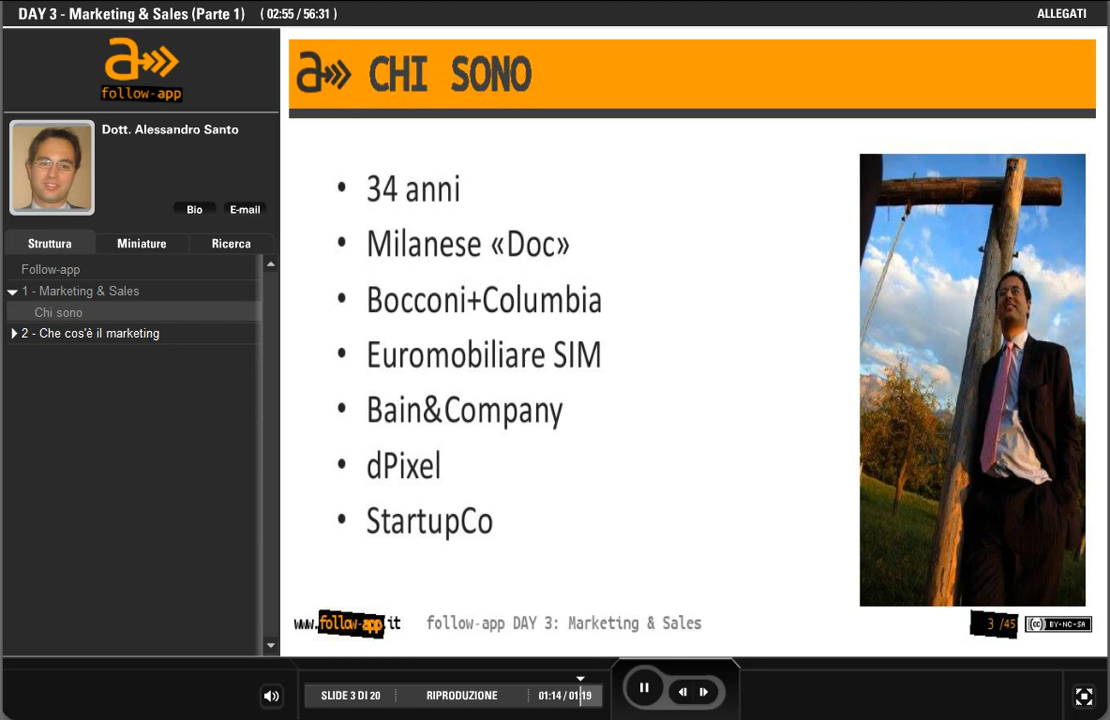 DAY 3 - Marketing & Sales (Parte 1) ( 02:55 / 56:31 )
ALLEGATI
a
follow-app
Dott. Alessandro Santo
Bio
E-mail
Struttura
Miniature
Ricerca
Follow-app
1 - Marketing & Sales
Chi sono
2 - Che cos'è il marketing
a CHI SONO
• 34 anni
• Milanese «Doc»
• Bocconi+Columbia
• Euromobiliare SIM
• Bain&Company
• dPixel
• StartupCo
www.follow-app.it
follow-app DAY 3: Marketing & Sales
3 /45
cc BY-NC-SA
SLIDE 3 DI 20
RIPRODUZIONE
01:14 / 01:19